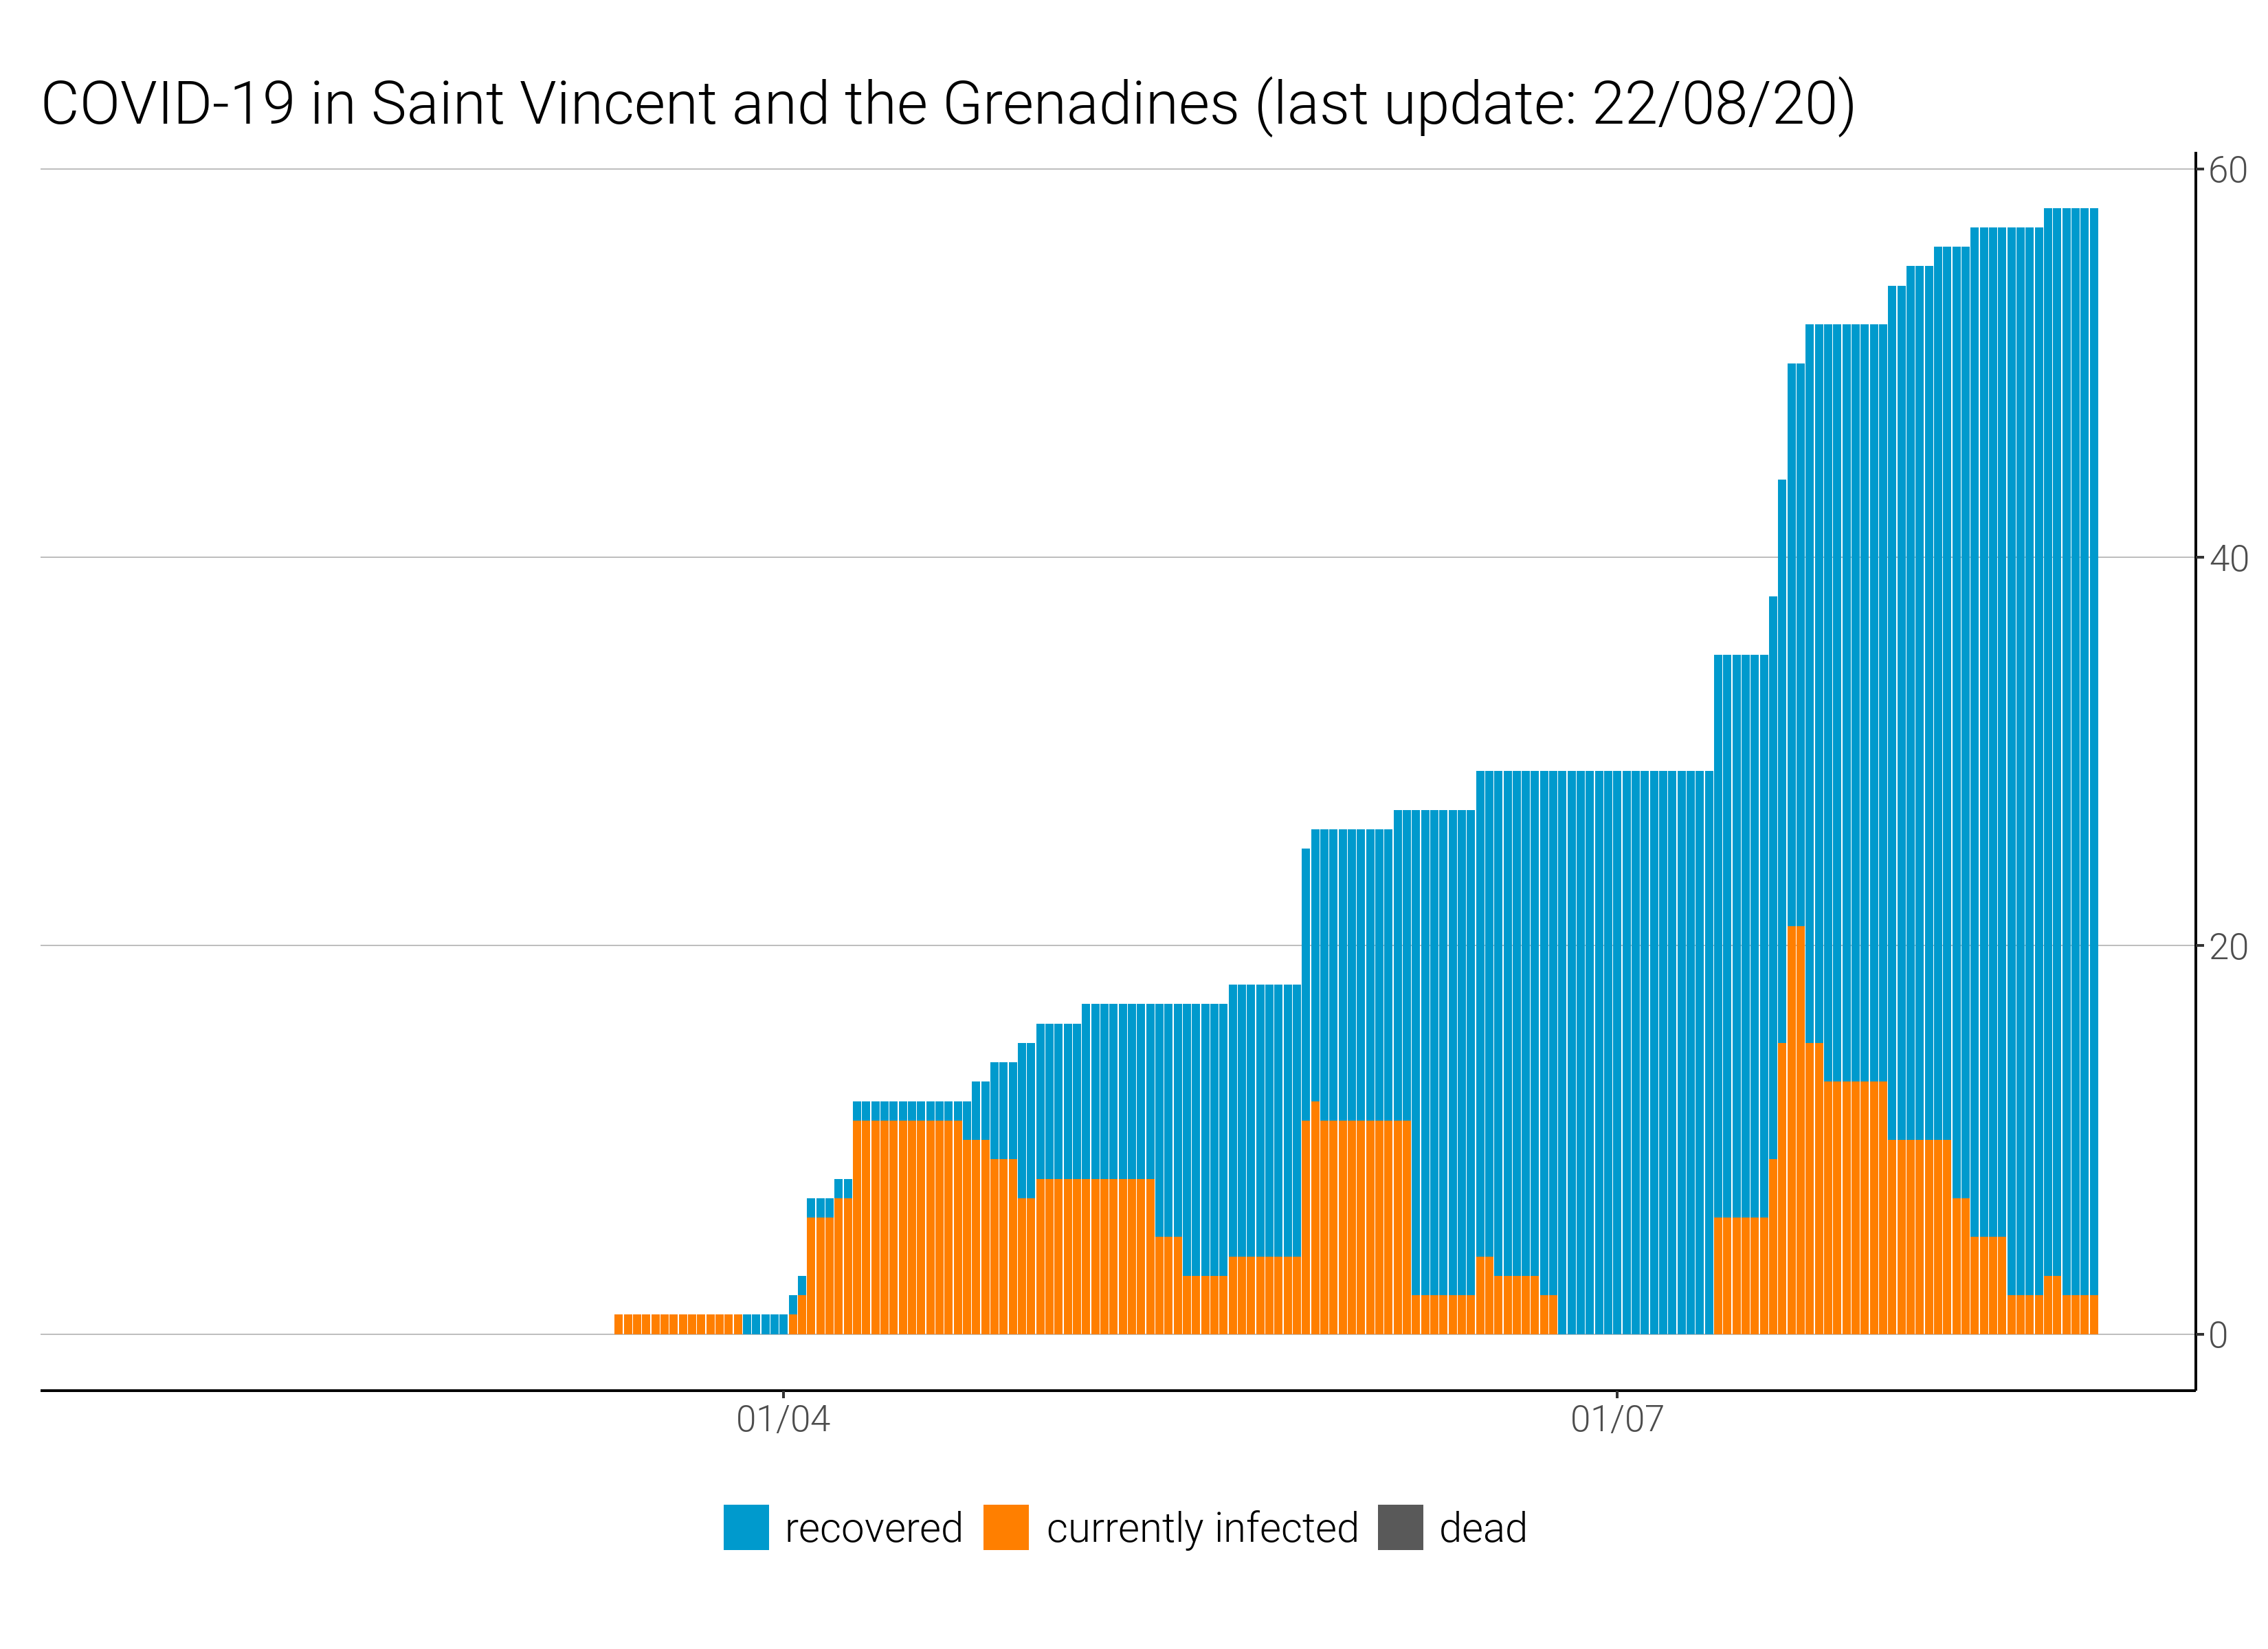 COVID-19 in Saint Vincent and the Grenadines (last update: 22/08/20)
60
40
20
0
01/04 01/07
recovered currently infected dead